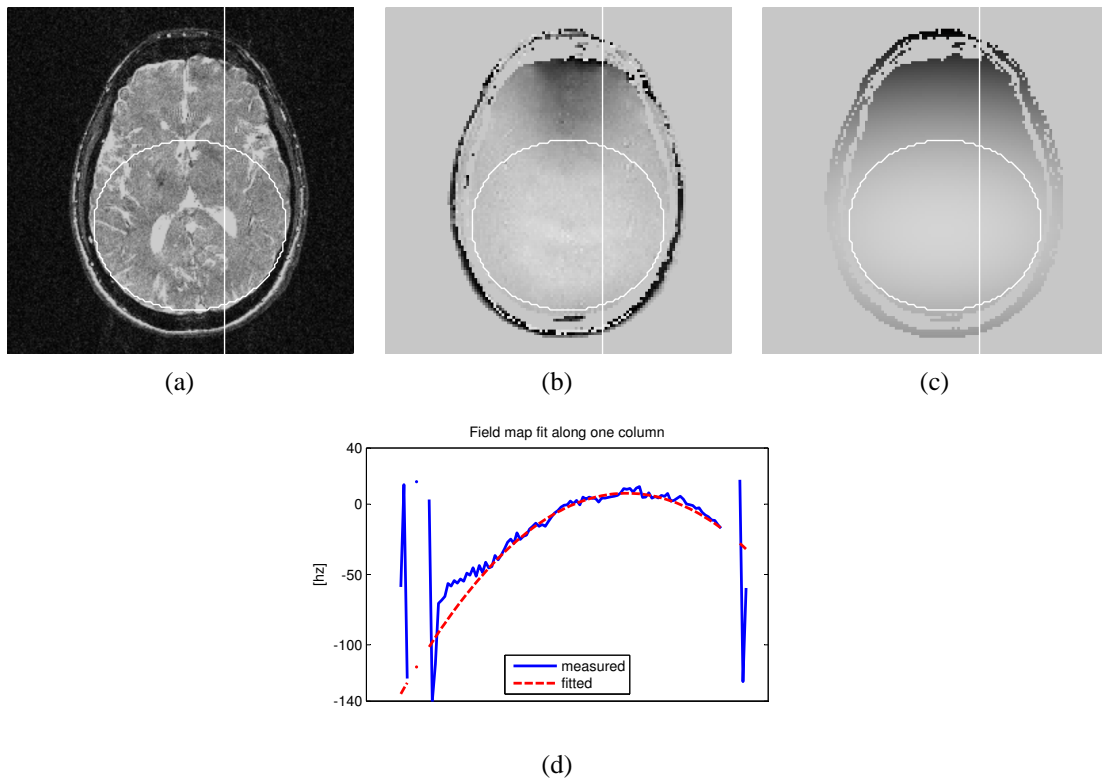 (a)
(b)
(c)
Field map fit along one column
40
0
-50
-100
-140
[hz]
measured
fitted
(d)